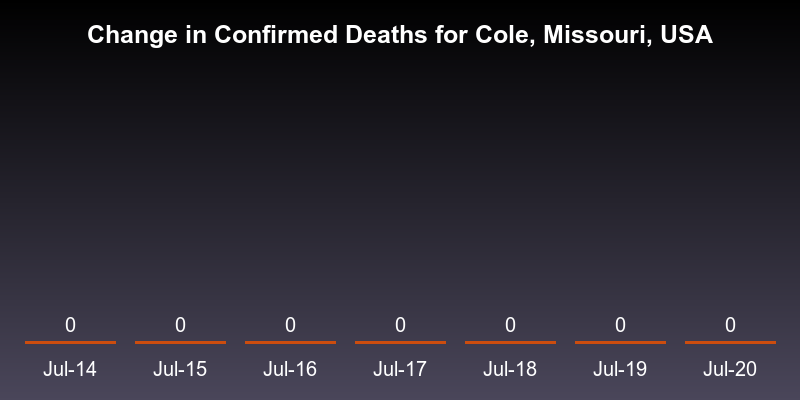 Change in Confirmed Deaths for Cole, Missouri, USA
0 0 0 0 0 0 0
Jul-14 Jul-15 Jul-16 Jul-17 Jul-18 Jul-19 Jul-20